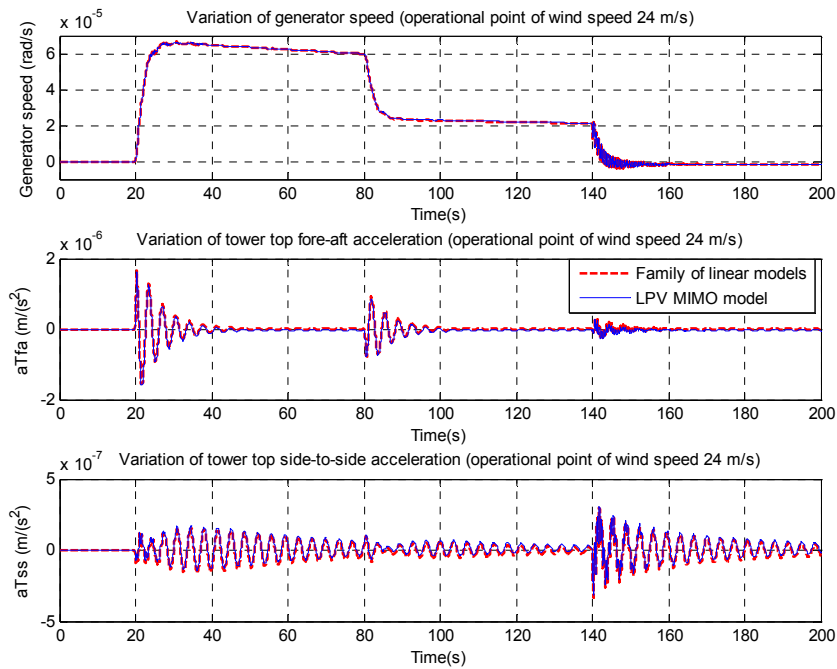 x 10-5
Variation of generator speed (operational point of wind speed 24 m/s)
Generator speed (rad/s)
6
4
2
0
0 20 40 60 80 100 120 140 160 180 200
Time(s)
x 10-6
Variation of tower top fore-aft acceleration (operational point of wind speed 24 m/s)
aTfa (m/(s2)
2
0
-2
Family of linear models
LPV MIMO model
0 20 40 60 80 100 120 140 160 180 200
Time(s)
x 10-7
Variation of tower top side-to-side acceleration (operational point of wind speed 24 m/s)
aTss (m/(s2)
5
0
-5
0 20 40 60 80 100 120 140 160 180 200
Time(s)